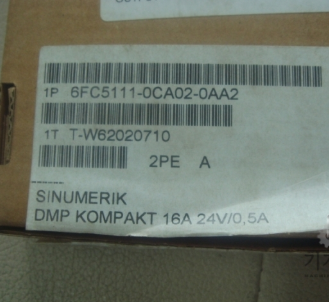 1P 6FC5111-0CA02-0AA2
1T T-W62020710
2PE A
SINUMERIK
DMP KOMPAKT 16A 24V/0,5A